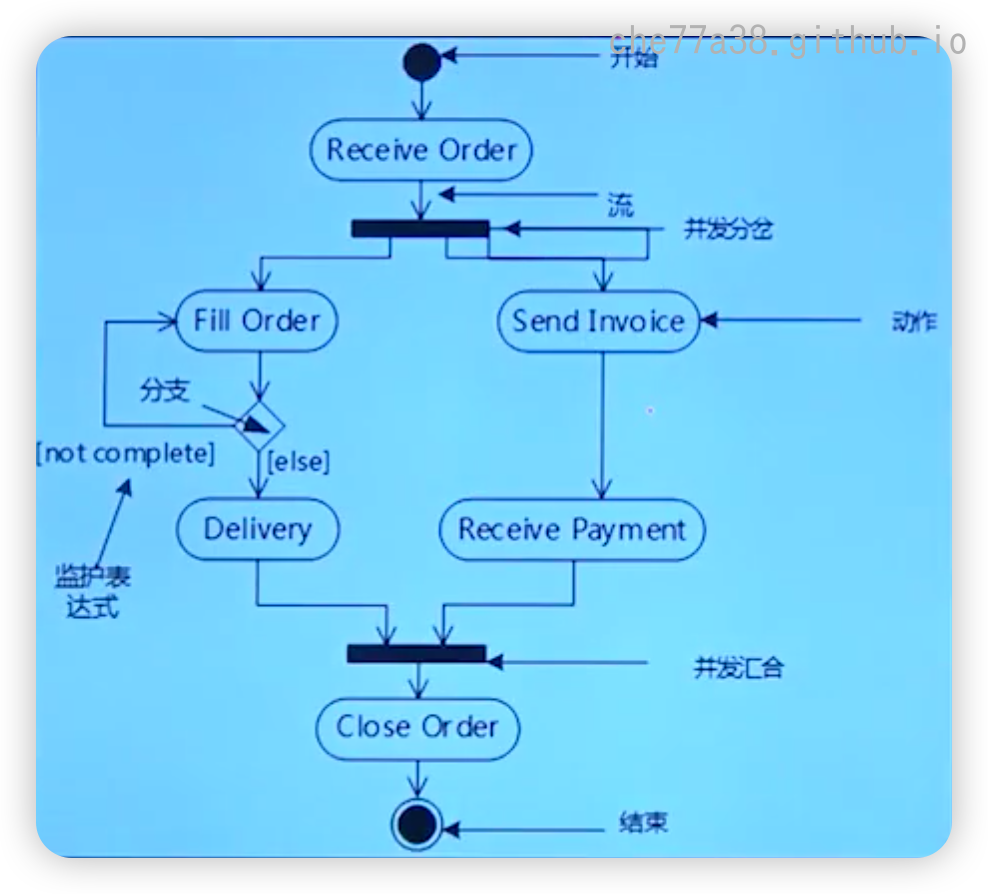 che77a38.github.io
开始
Receive Order
流
并发分岔
Fill Order
Send Invoice
动作
分支
[not complete]
[else]
Delivery
Receive Payment
监护表
达式
并发汇合
Close Order
结束